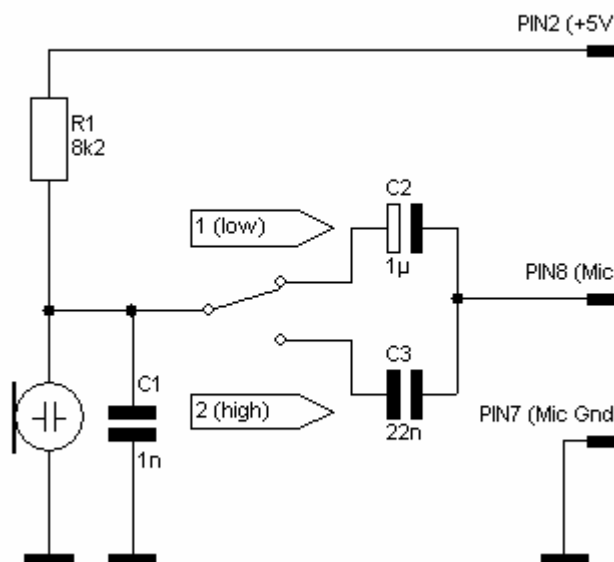 PIN2 (+5V
R1
8k2
C2
1 (low)
1µ
PIN8 (Mic
C3
C1
2 (high)
22n
1n
PIN7 (Mic Gnd